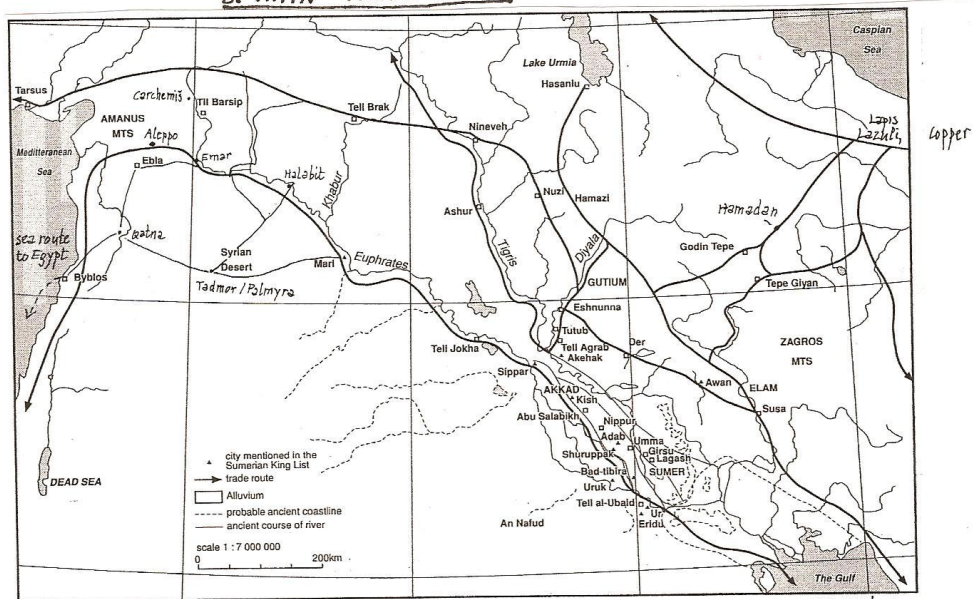 Caspian
Sea
Lake Urmia
Hasanlu
Tarsus
Carchemiš
Til Barsip
AMANUS
MTS
Tell Brak
Nineveh
Lapis
Lazuli,
copper
Aleppo
Mediterranean
Sea
Ebla
Emar
Halabit
Khabur
Nuzi
Hamazi
Ashur
Hamadan
Qatna
sea route
to Egypt
Syrian
Desert
Mari
Euphrates
Tigris
Diyala
Godin Tepe
Byblos
Tadmor/Palmyra
GUTIUM
Tepe Giyan
Eshnunna
Tutub
Tell Agrab
Akehak
Der
ZAGROS
MTS
Tell Jokha
Sippar
AKKAD
Kish
Awan
ELAM
Susa
Abu Salabikh
Nippur
Adab
Umma
Girsu
Lagash
Shuruppak
SUMER
Bad-tibira
Uruk
Tell al-Ubaid
Ur
Eridu
An Nafud
DEAD SEA
city mentioned in the
Sumerian King List
trade route
Alluvium
probable ancient coastline
ancient course of river
scale 1 : 7 000 000
0 200km
The Gulf